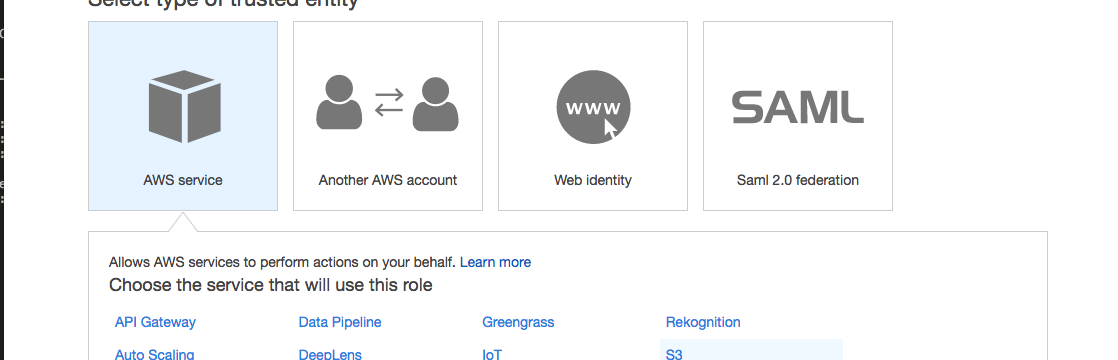 Select type of trusted entity
www
SAML
AWS service
Another AWS account
Web identity
Saml 2.0 federation
Allows AWS services to perform actions on your behalf. Learn more
Choose the service that will use this role
API Gateway
Data Pipeline
Greengrass
Rekognition
Auto Scaling
DeepLens
IoT
S3